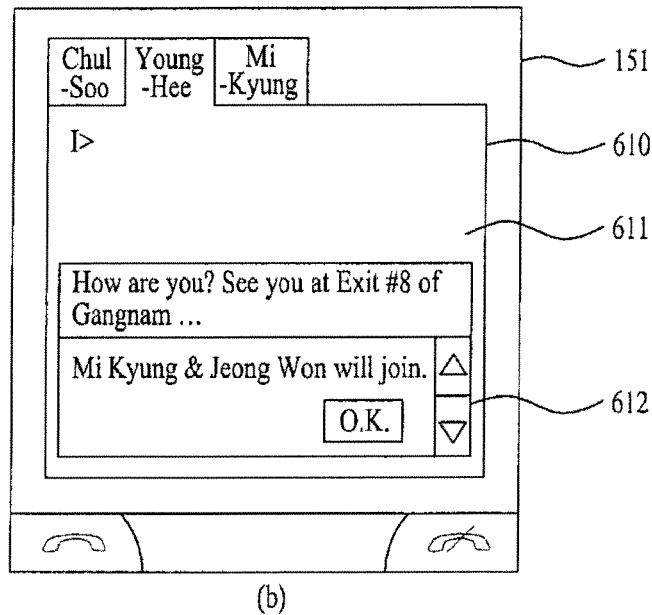 Chul
-Soo
Young
-Hee
Mi
-Kyung
151
I>
610
611
How are you? See you at Exit #8 of
Gangnam ...
Mi Kyung & Jeong Won will join.
O.K.
612
(b)